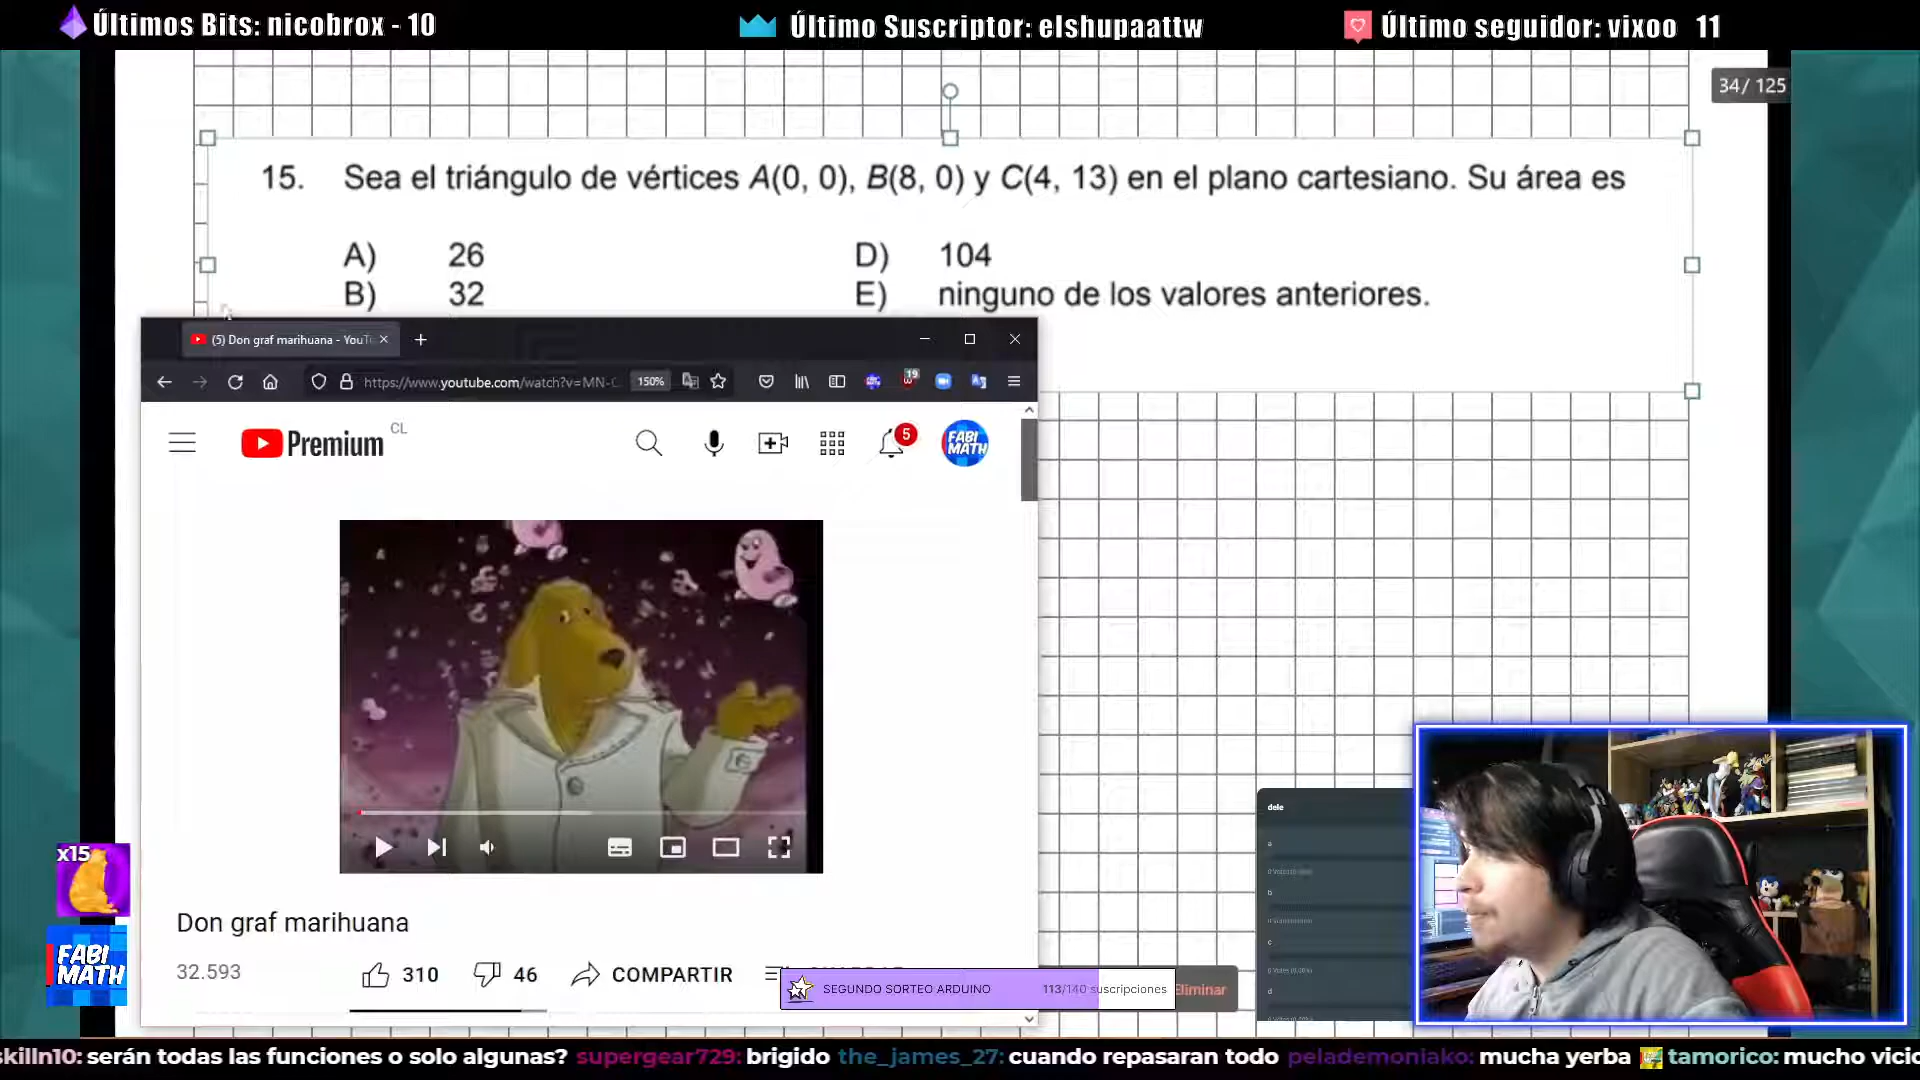 Últimos Bits: nicobrox - 10
Último Suscriptor: elshupaattw
Último seguidor: vixoo 11
34 / 125
15. Sea el triángulo de vértices A(0, 0), B(8, 0) y C(4, 13) en el plano cartesiano. Su área es
A) 26
B) 32
D) 104
E) ninguno de los valores anteriores.
(5) Don graf marihuana - YouTu
https://www.youtube.com/watch?v=MN-C
150%
19
Premium
CL
5
FABI
MATH
Don graf marihuana
32.593
310
46
COMPARTIR
SEGUNDO SORTEO ARDUINO
113/140 suscripciones
Eliminar
dele
a
b
c
d
x15
FABI
MATH
skilln10: serán todas las funciones o solo algunas? supergear729: brigido the_james_27: cuando repasaran todo pelademoniako: mucha yerba tamorico: mucho vicio